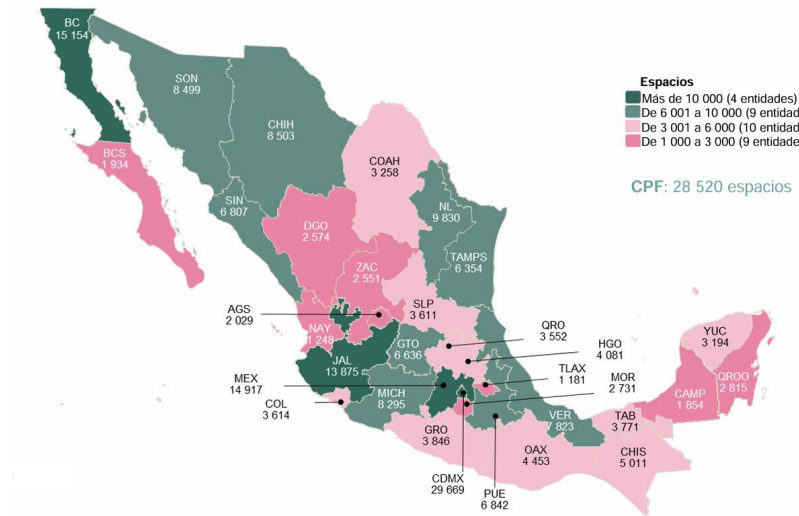 BC
15 154
SON
8 499
CHIH
8 503
COAH
3 258
BCS
1 934
SIN
6 807
DGO
2 574
NL
9 830
TAMPS
6 354
ZAC
2 551
SLP
3 611
AGS
2 029
NAY
1 248
JAL
13 875
GTO
6 636
QRO
3 552
HGO
4 081
TLAX
1 181
MOR
2 731
MEX
14 917
COL
3 614
MICH
8 295
GRO
3 846
CDMX
29 669
PUE
6 842
OAX
4 453
VER
7 823
TAB
3 771
CHIS
5 011
CAMP
1 854
YUC
3 194
QROO
2 815
Espacios
Más de 10 000 (4 entidades)
De 6 001 a 10 000 (9 entidad
De 3 001 a 6 000 (10 entidad
De 1 000 a 3 000 (9 entidade
CPF: 28 520 espacios